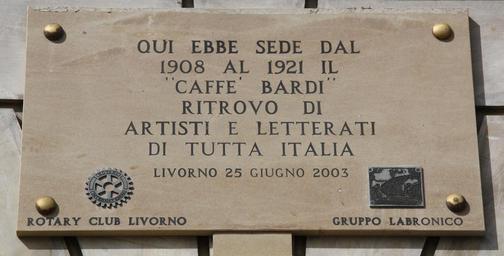 QUI EBBE SEDE DAL
1908 AL 1921 IL
"CAFFE' BARDI"
RITROVO DI
ARTISTI E LETTERATI
DI TUTTA ITALIA
LIVORNO 25 GIUGNO 2003
ROTARY CLUB LIVORNO
GRUPPO LABRONICO